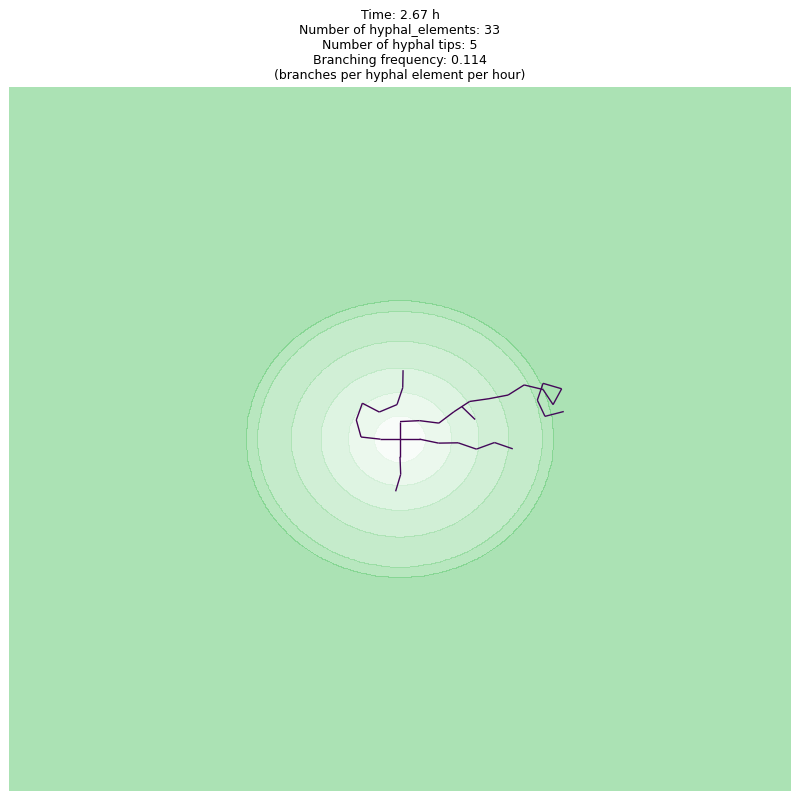 Time: 2.67 h
Number of hyphal_elements: 33
Number of hyphal tips: 5
Branching frequency: 0.114
(branches per hyphal element per hour)